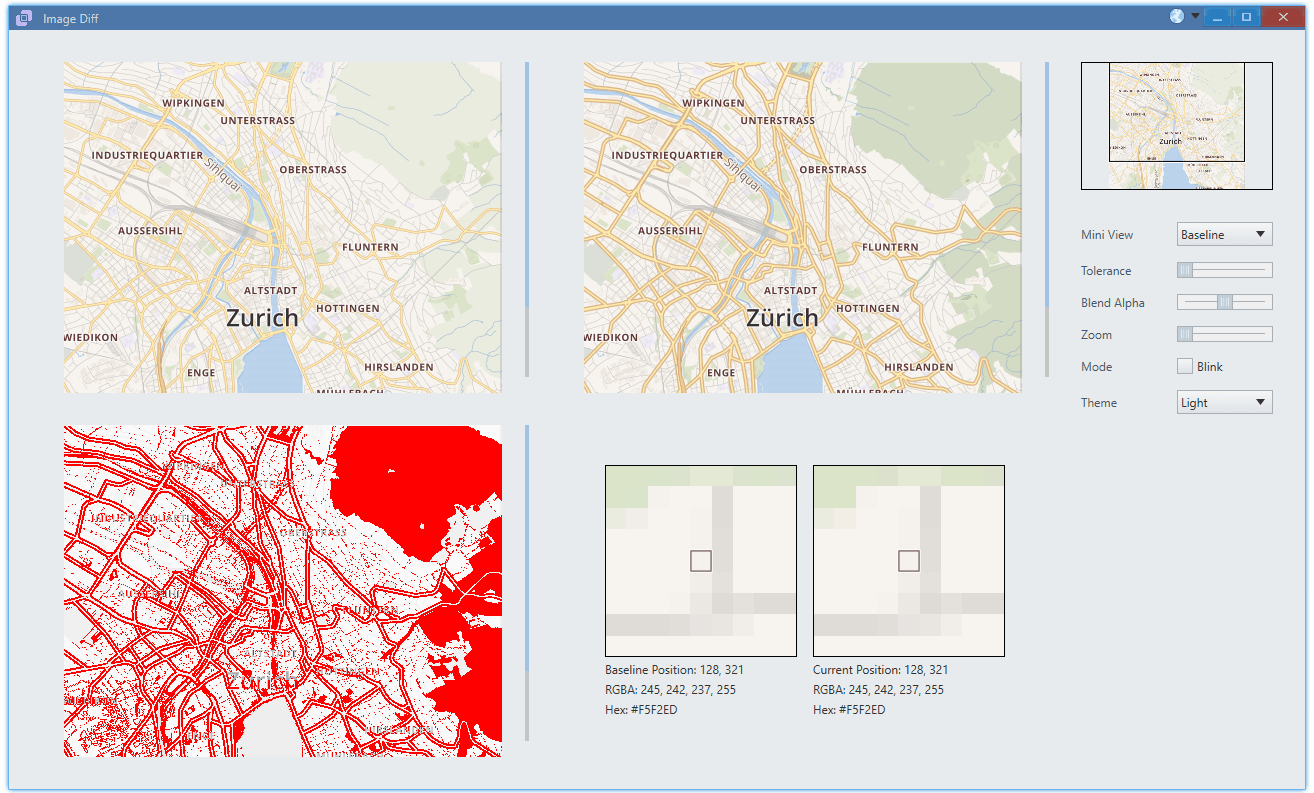 Image Diff
WIPKINGEN
UNTERSTRASS
INDUSTRIEQUARTIER
Sihlquai
OBERSTRASS
AUSSERSIHL
FLUNTERN
ALTSTADT
HOTTINGEN
Zurich
WIEDIKON
HIRSLANDEN
ENGE
MÜHLEBACH
WIPKINGEN
UNTERSTRASS
INDUSTRIEQUARTIER
Sihlquai
OBERSTRASS
AUSSERSIHL
FLUNTERN
ALTSTADT
HOTTINGEN
Zürich
WIEDIKON
HIRSLANDEN
ENGE
MÜHLEBACH
Zurich
Mini View
Baseline
Tolerance
Blend Alpha
Zoom
Mode
Blink
Theme
Light
Baseline Position: 128, 321
RGBA: 245, 242, 237, 255
Hex: #F5F2ED
Current Position: 128, 321
RGBA: 245, 242, 237, 255
Hex: #F5F2ED